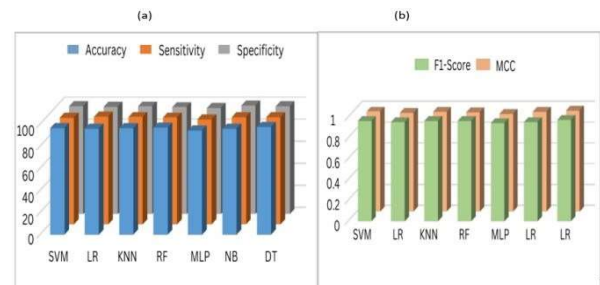 (a)
Accuracy Sensitivity Specificity
100
80
60
40
20
0
SVM LR KNN RF MLP NB DT
(b)
F1-Score MCC
1
0.8
0.6
0.4
0.2
0
SVM LR KNN RF MLP LR LR